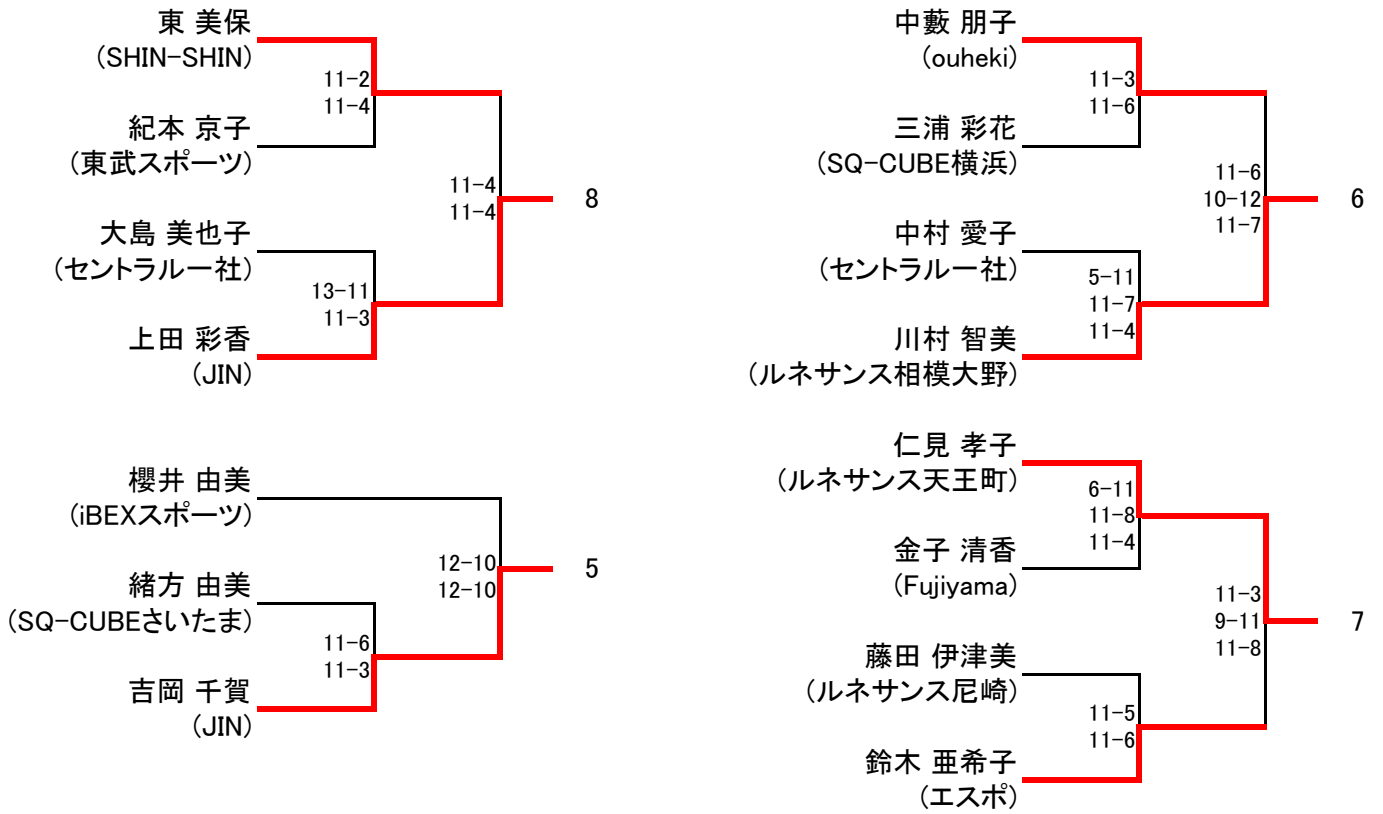 東 美保
(SHIN-SHIN)
11-2
11-4
紀本 京子
(東武スポーツ)
11-4
11-4
8
大島 美也子
(セントラル一社)
13-11
11-3
上田 彩香
(JIN)
櫻井 由美
(iBEXスポーツ)
12-10
12-10
5
緒方 由美
(SQ-CUBEさいたま)
11-6
11-3
吉岡 千賀
(JIN)
中藪 朋子
(ouheki)
11-3
11-6
三浦 彩花
(SQ-CUBE横浜)
11-6
10-12
11-7
6
中村 愛子
(セントラル一社)
5-11
11-7
11-4
川村 智美
(ルネサンス相模大野)
仁見 孝子
(ルネサンス天王町)
6-11
11-8
11-4
金子 清香
(Fujiyama)
11-3
9-11
11-8
7
藤田 伊津美
(ルネサンス尼崎)
11-5
11-6
鈴木 亜希子
(エスポ)